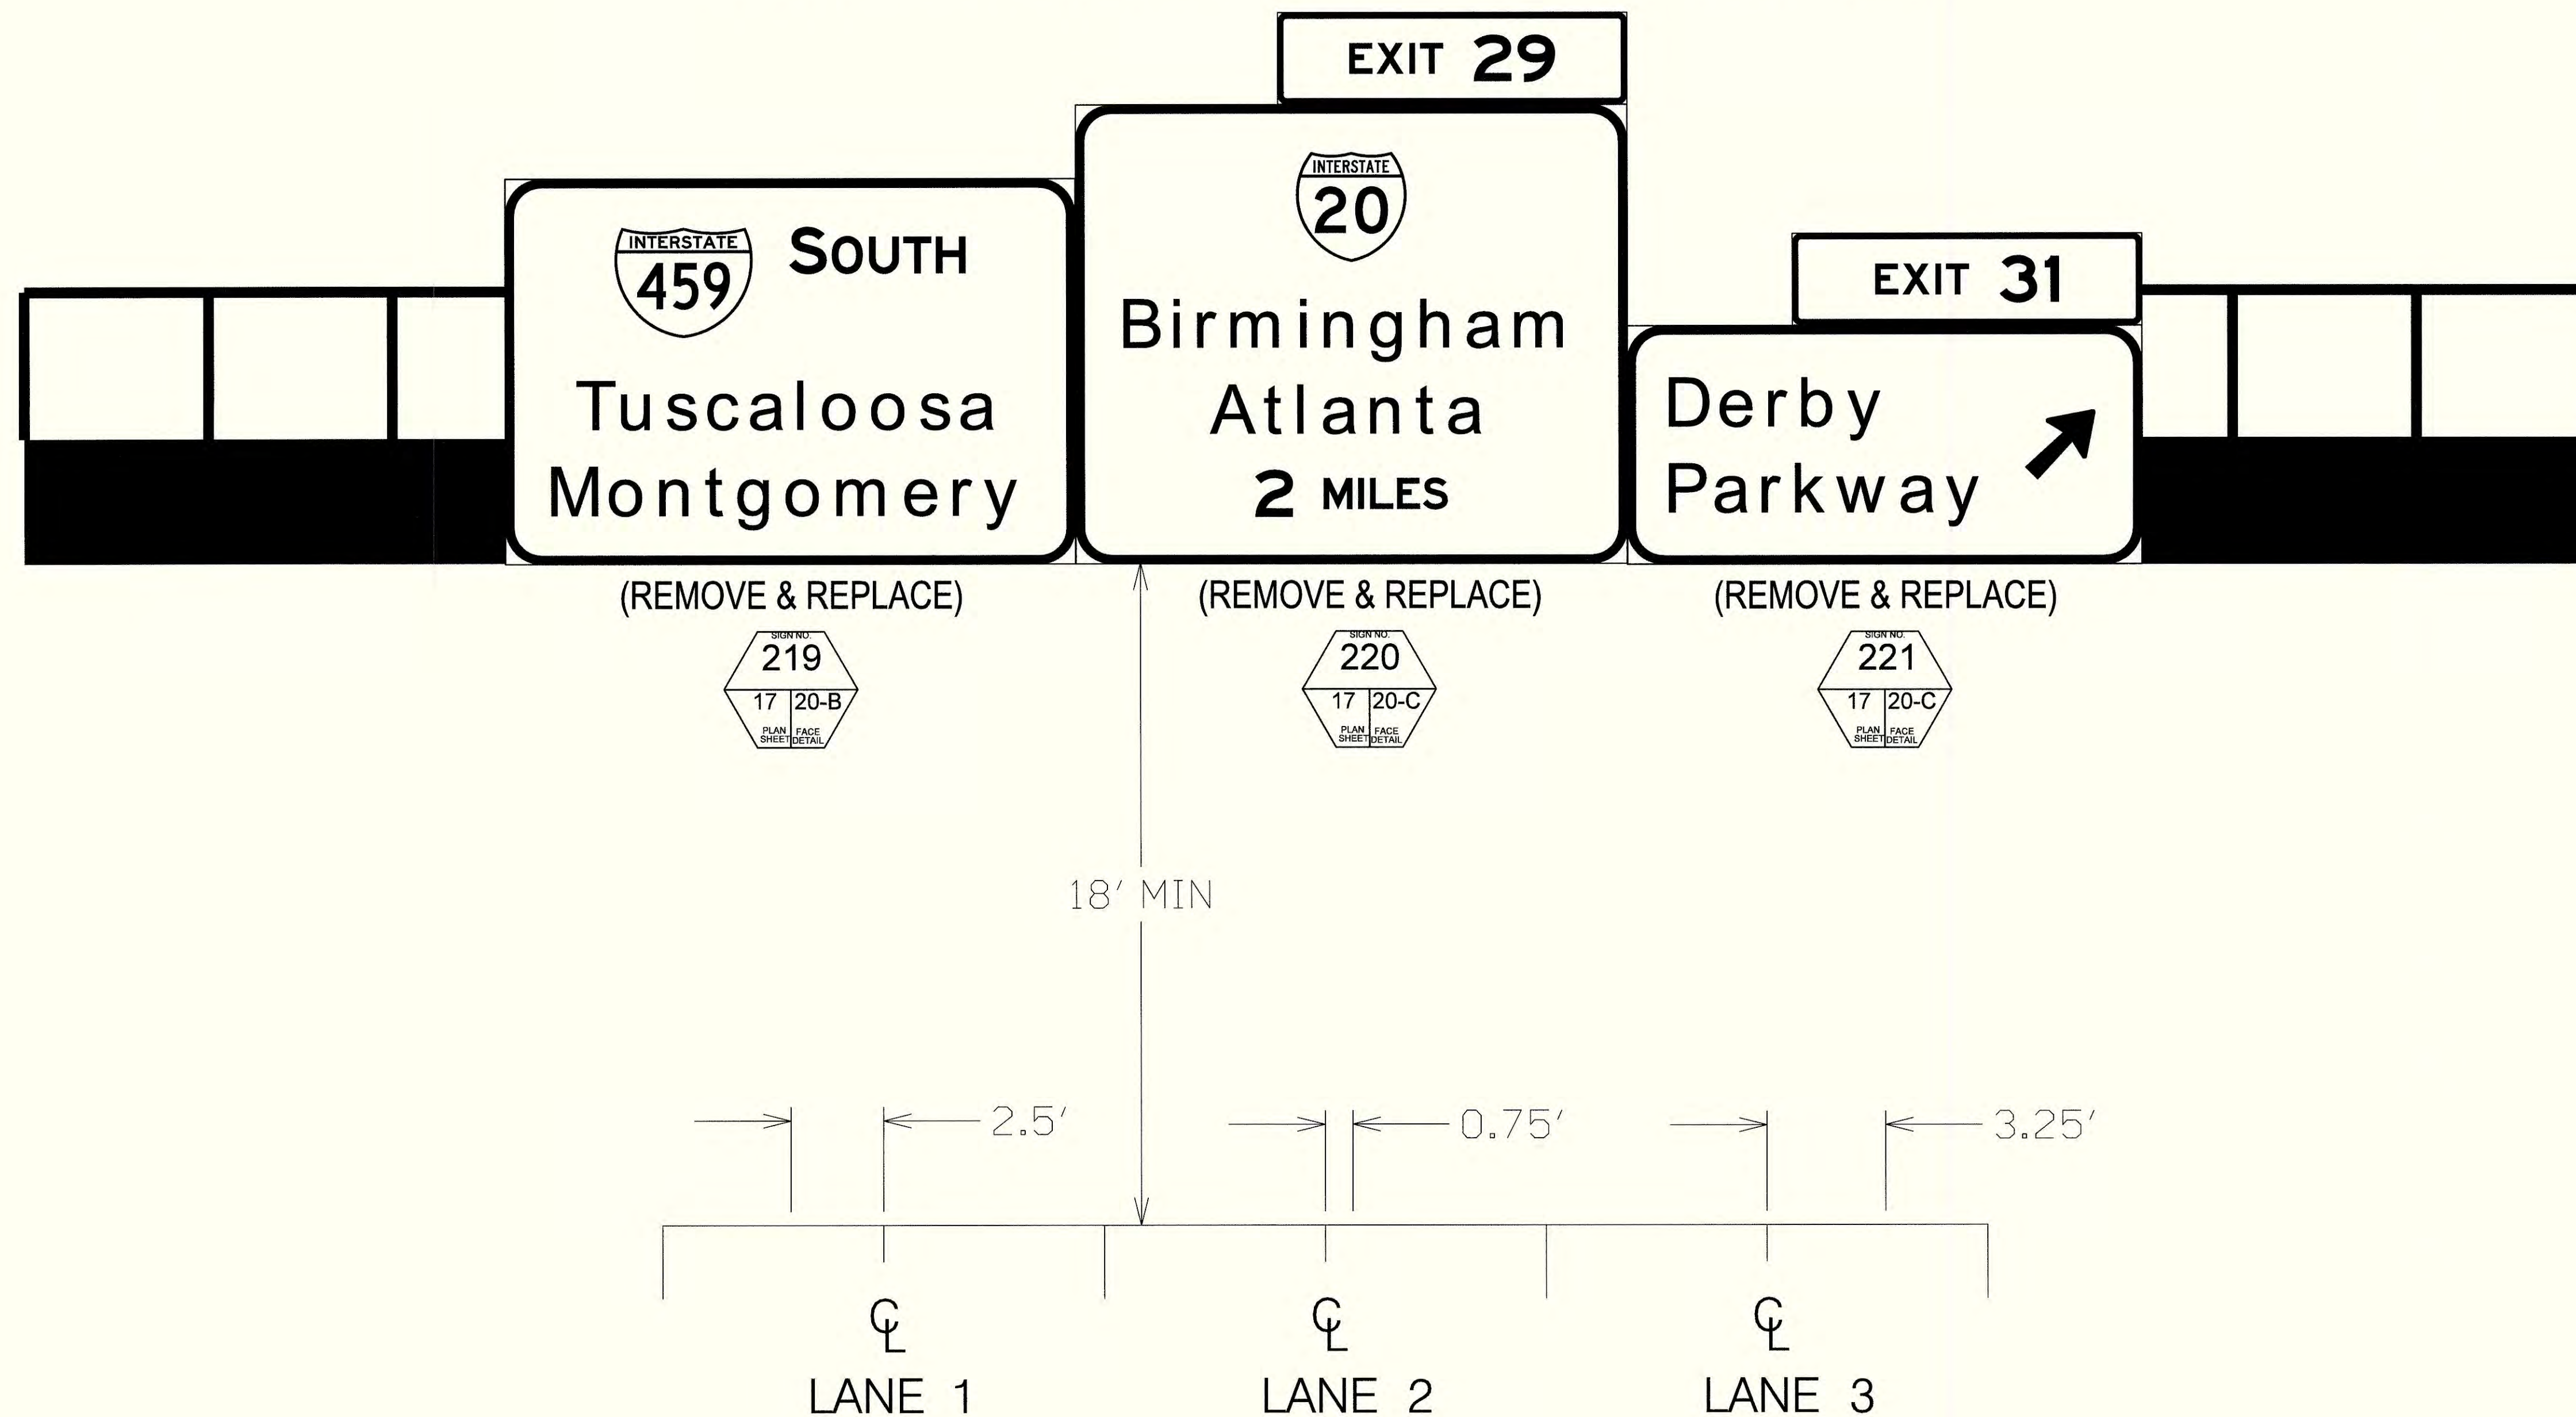 EXIT 29
INTERSTATE
459
SOUTH
Tuscaloosa
Montgomery
INTERSTATE
20
Birmingham
Atlanta
2 MILES
EXIT 31
Derby
Parkway
(REMOVE & REPLACE)
(REMOVE & REPLACE)
(REMOVE & REPLACE)
SIGN NO.
219
17 20-B
PLAN SHEET
FACE DETAIL
SIGN NO.
220
17 20-C
PLAN SHEET
FACE DETAIL
SIGN NO.
221
17 20-C
PLAN SHEET
FACE DETAIL
18' MIN
2.5'
0.75'
3.25'
CL
LANE 1
CL
LANE 2
CL
LANE 3